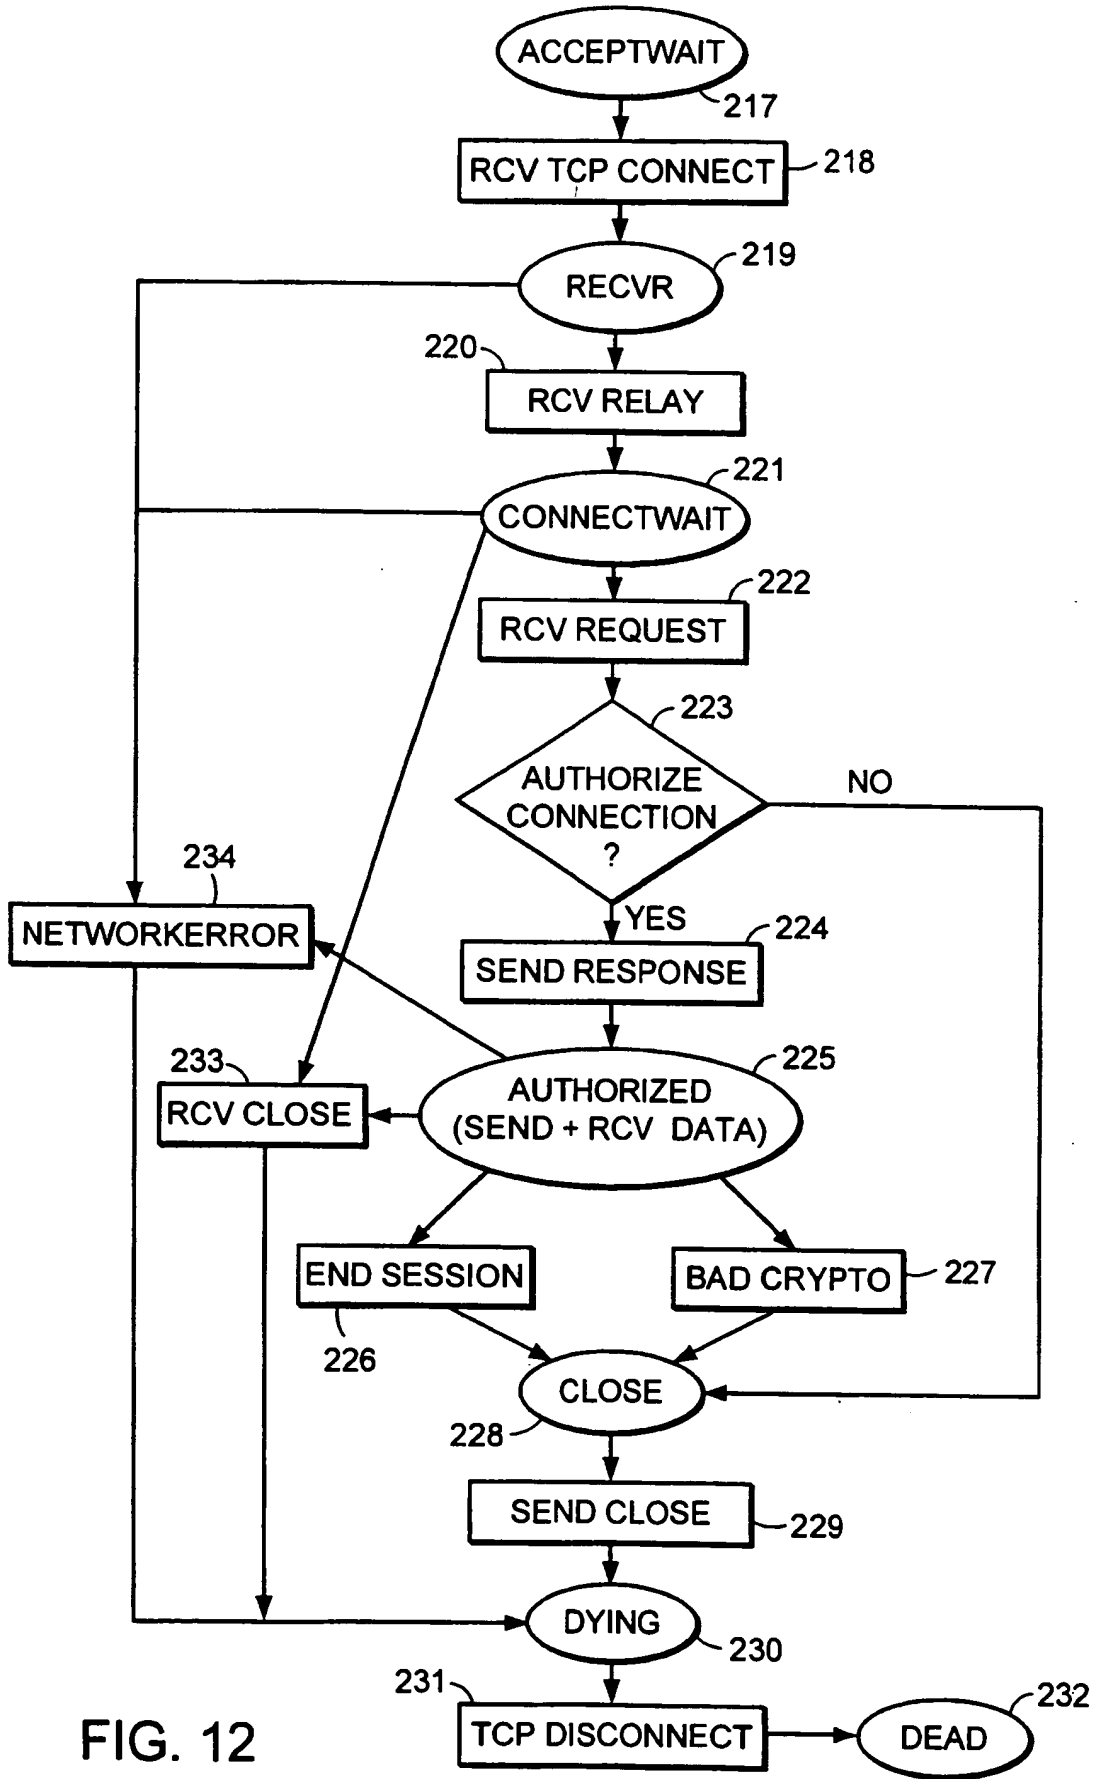 ACCEPTWAIT
217
RCV TCP CONNECT
218
RECVR
219
220
RCV RELAY
221
CONNECTWAIT
222
RCV REQUEST
223
AUTHORIZE
CONNECTION
?
NO
YES
234
NETWORKERROR
224
SEND RESPONSE
225
AUTHORIZED
(SEND + RCV DATA)
233
RCV CLOSE
END SESSION
226
BAD CRYPTO
227
CLOSE
228
SEND CLOSE
229
DYING
230
231
TCP DISCONNECT
232
DEAD
FIG. 12